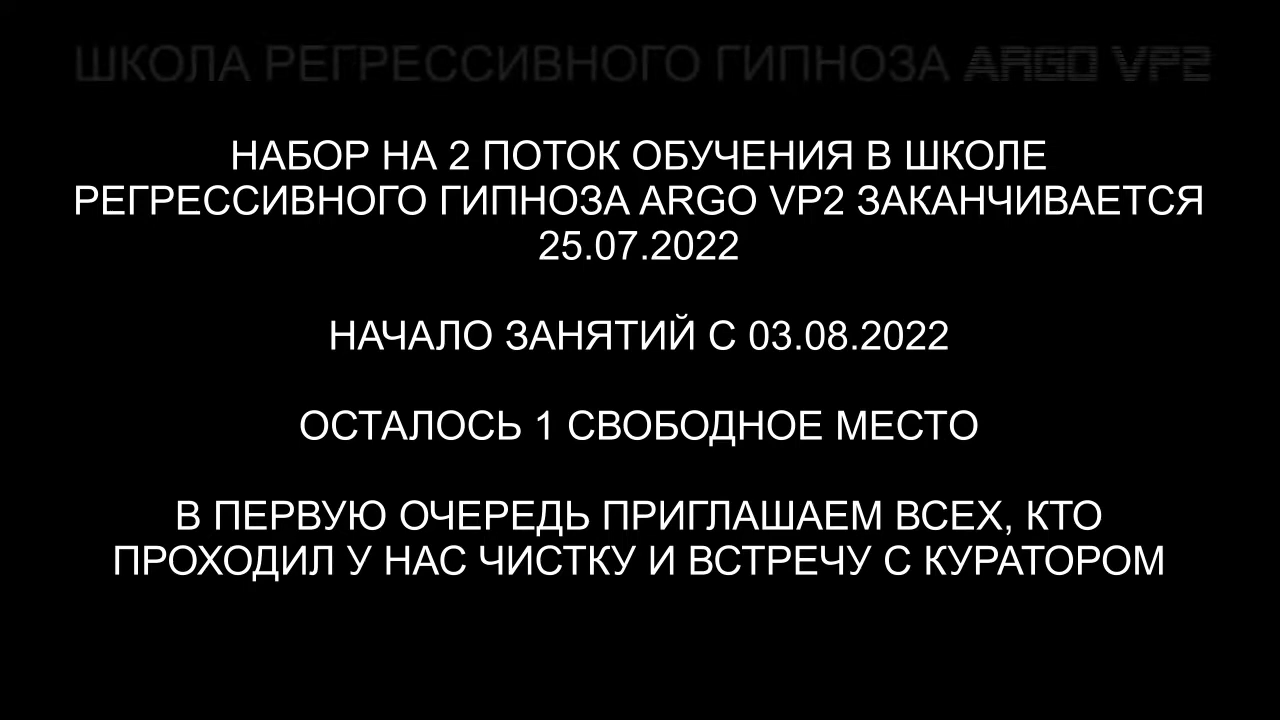 ШКОЛА РЕГРЕССИВНОГО ГИПНОЗА ARGO VP2
НАБОР НА 2 ПОТОК ОБУЧЕНИЯ В ШКОЛЕ
РЕГРЕССИВНОГО ГИПНОЗА ARGO VP2 ЗАКАНЧИВАЕТСЯ
25.07.2022
НАЧАЛО ЗАНЯТИЙ С 03.08.2022
ОСТАЛОСЬ 1 СВОБОДНОЕ МЕСТО
В ПЕРВУЮ ОЧЕРЕДЬ ПРИГЛАШАЕМ ВСЕХ, КТО
ПРОХОДИЛ У НАС ЧИСТКУ И ВСТРЕЧУ С КУРАТОРОМ